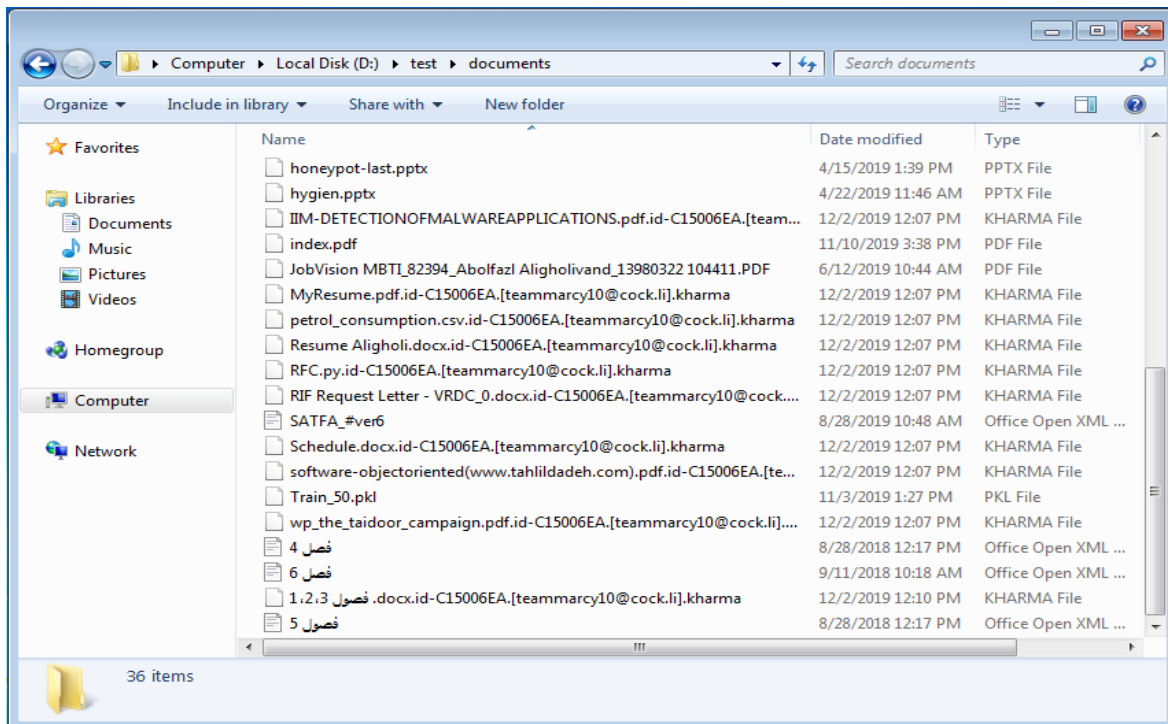 Computer ▸ Local Disk (D:) ▸ test ▸ documents
Search documents
Organize Include in library Share with New folder
Favorites
Libraries
Documents
Music
Pictures
Videos
Homegroup
Computer
Network
Name Date modified Type
honeypot-last.pptx 4/15/2019 1:39 PM PPTX File
hygien.pptx 4/22/2019 11:46 AM PPTX File
IIM-DETECTIONOFMALWAREAPPLICATIONS.pdf.id-C15006EA.[team... 12/2/2019 12:07 PM KHARMA File
index.pdf 11/10/2019 3:38 PM PDF File
JobVision MBTI_82394_Abolfazl Aligholivand_13980322 104411.PDF 6/12/2019 10:44 AM PDF File
MyResume.pdf.id-C15006EA.[teammarcy10@cock.li].kharma 12/2/2019 12:07 PM KHARMA File
petrol_consumption.csv.id-C15006EA.[teammarcy10@cock.li].kharma 12/2/2019 12:07 PM KHARMA File
Resume Aligholi.docx.id-C15006EA.[teammarcy10@cock.li].kharma 12/2/2019 12:07 PM KHARMA File
RFC.py.id-C15006EA.[teammarcy10@cock.li].kharma 12/2/2019 12:07 PM KHARMA File
RIF Request Letter - VRDC_0.docx.id-C15006EA.[teammarcy10@cock.... 12/2/2019 12:07 PM KHARMA File
SATFA_#ver6 8/28/2019 10:48 AM Office Open XML ...
Schedule.docx.id-C15006EA.[teammarcy10@cock.li].kharma 12/2/2019 12:07 PM KHARMA File
software-objectoriented(www.tahlildadeh.com).pdf.id-C15006EA.[te... 12/2/2019 12:07 PM KHARMA File
Train_50.pkl 11/3/2019 1:27 PM PKL File
wp_the_taidoor_campaign.pdf.id-C15006EA.[teammarcy10@cock.li].... 12/2/2019 12:07 PM KHARMA File
فصل 4 8/28/2018 12:17 PM Office Open XML ...
فصل 6 9/11/2018 10:18 AM Office Open XML ...
فصول 1،2،3.docx.id-C15006EA.[teammarcy10@cock.li].kharma 12/2/2019 12:10 PM KHARMA File
فصول 5 8/28/2018 12:17 PM Office Open XML ...
36 items